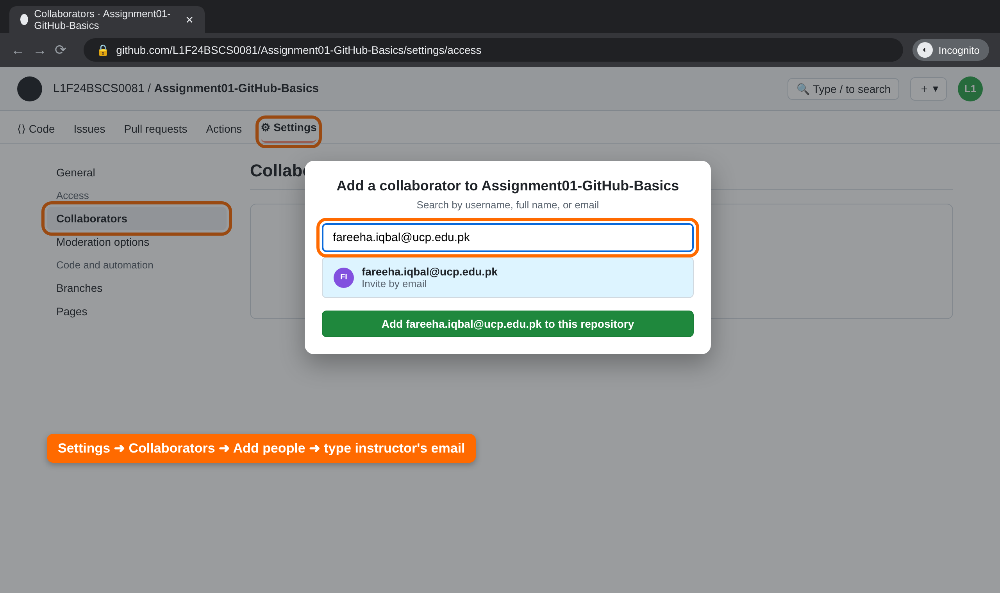 Collaborators · Assignment01-
GitHub-Basics
✕
← → ⟳ 🔒 github.com/L1F24BSCS0081/Assignment01-GitHub-Basics/settings/access Incognito
L1F24BSCS0081 / Assignment01-GitHub-Basics 🔍 Type / to search + ▾ L1
⟨⟩ Code Issues Pull requests Actions ⚙ Settings
General
Access
Collaborators
Moderation options
Code and automation
Branches
Pages
Collabo
Add a collaborator to Assignment01-GitHub-Basics
Search by username, full name, or email
fareeha.iqbal@ucp.edu.pk
FI
fareeha.iqbal@ucp.edu.pk
Invite by email
Add fareeha.iqbal@ucp.edu.pk to this repository
Settings ➜ Collaborators ➜ Add people ➜ type instructor's email